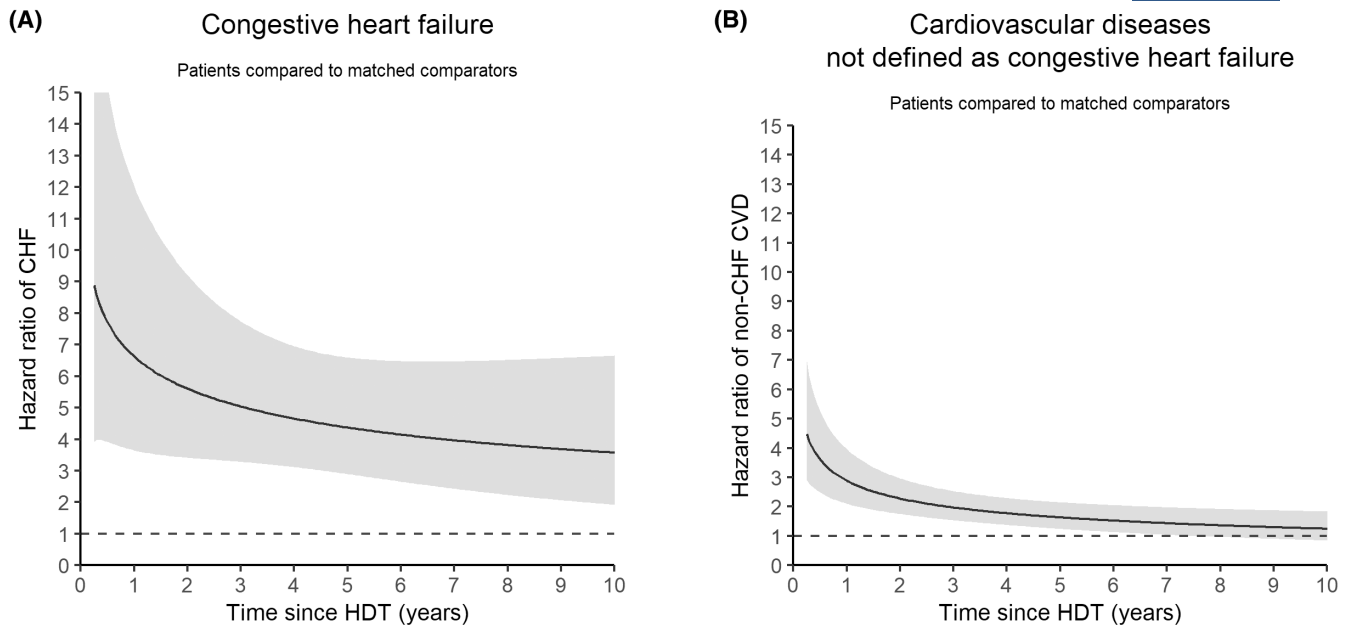 (A)
Congestive heart failure
Patients compared to matched comparators
15
14
13
12
11
10
9
8
7
6
5
4
3
2
1
0
Hazard ratio of CHF
0 1 2 3 4 5 6 7 8 9 10
Time since HDT (years)
(B)
Cardiovascular diseases
not defined as congestive heart failure
Patients compared to matched comparators
15
14
13
12
11
10
9
8
7
6
5
4
3
2
1
0
Hazard ratio of non-CHF CVD
0 1 2 3 4 5 6 7 8 9 10
Time since HDT (years)